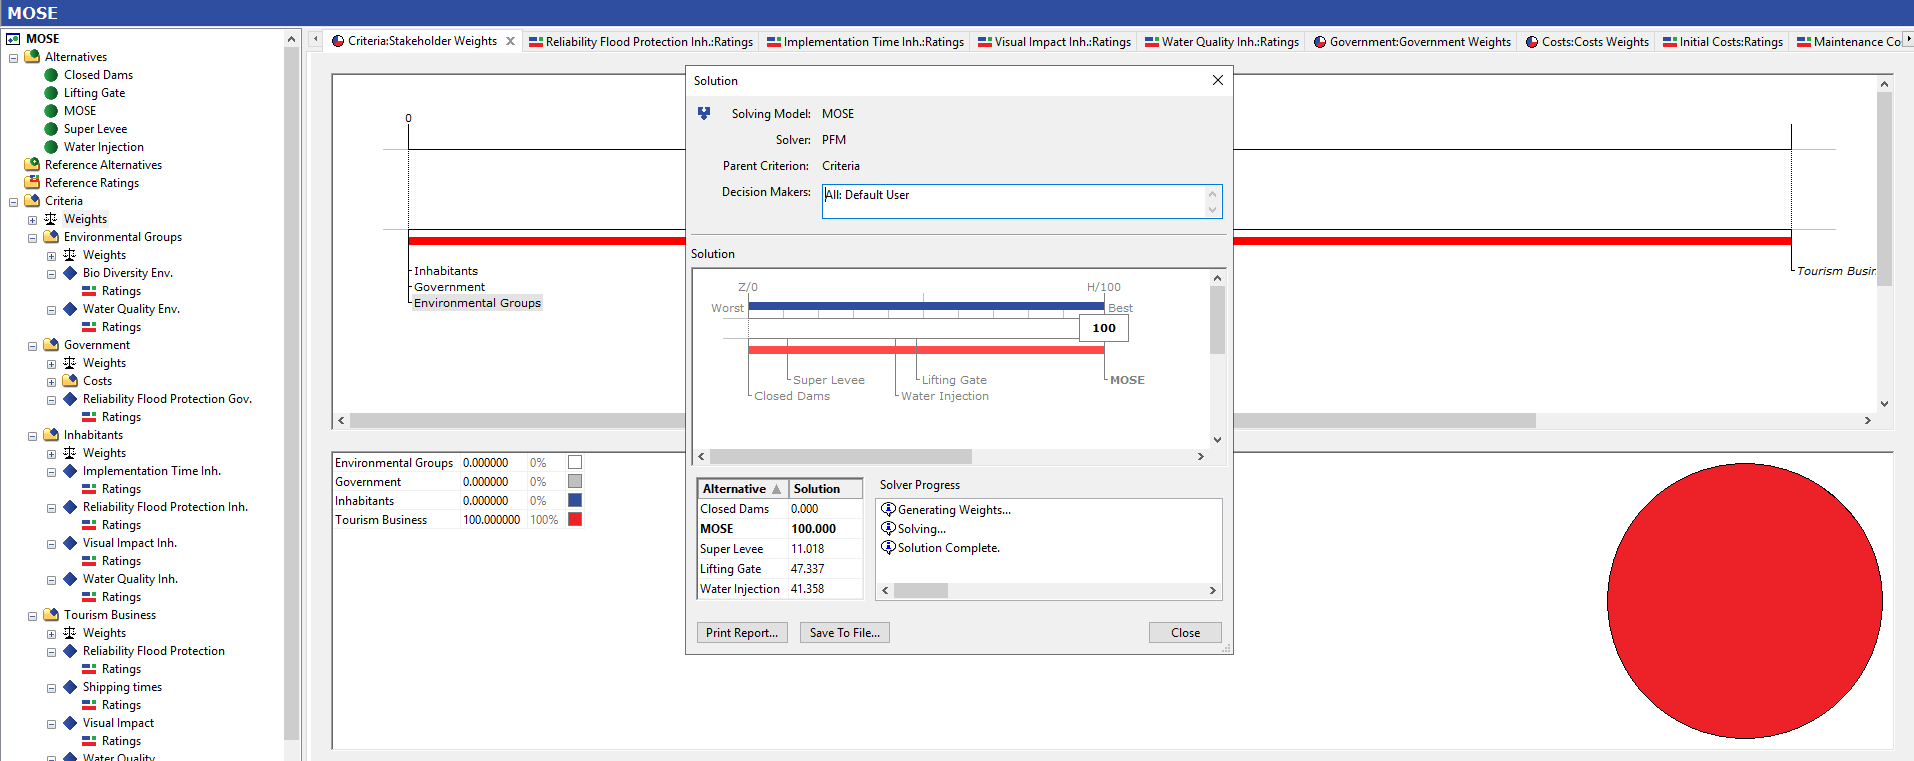 MOSE
MOSE
Alternatives
Closed Dams
Lifting Gate
MOSE
Super Levee
Water Injection
Reference Alternatives
Reference Ratings
Criteria
Weights
Environmental Groups
Weights
Bio Diversity Env.
Ratings
Water Quality Env.
Ratings
Government
Weights
Costs
Reliability Flood Protection Gov.
Ratings
Inhabitants
Weights
Implementation Time Inh.
Ratings
Reliability Flood Protection Inh.
Ratings
Visual Impact Inh.
Ratings
Water Quality Inh.
Ratings
Tourism Business
Weights
Reliability Flood Protection
Ratings
Shipping times
Ratings
Visual Impact
Ratings
Water Quality
Criteria:Stakeholder Weights Reliability Flood Protection Inh.:Ratings Implementation Time Inh.:Ratings Visual Impact Inh.:Ratings Water Quality Inh.:Ratings Government:Government Weights Costs:Costs Weights Initial Costs:Ratings Maintenance Co
0
Inhabitants
Government
Environmental Groups
Tourism Busin
Environmental Groups 0.000000 0%
Government 0.000000 0%
Inhabitants 0.000000 0%
Tourism Business 100.000000 100%
Solution
Solving Model: MOSE
Solver: PFM
Parent Criterion: Criteria
Decision Makers: All: Default User
Solution
Z/0 H/100
Worst Best
100
Super Levee Lifting Gate MOSE
Closed Dams Water Injection
Alternative Solution
Closed Dams 0.000
MOSE 100.000
Super Levee 11.018
Lifting Gate 47.337
Water Injection 41.358
Solver Progress
Generating Weights...
Solving...
Solution Complete.
Print Report... Save To File... Close